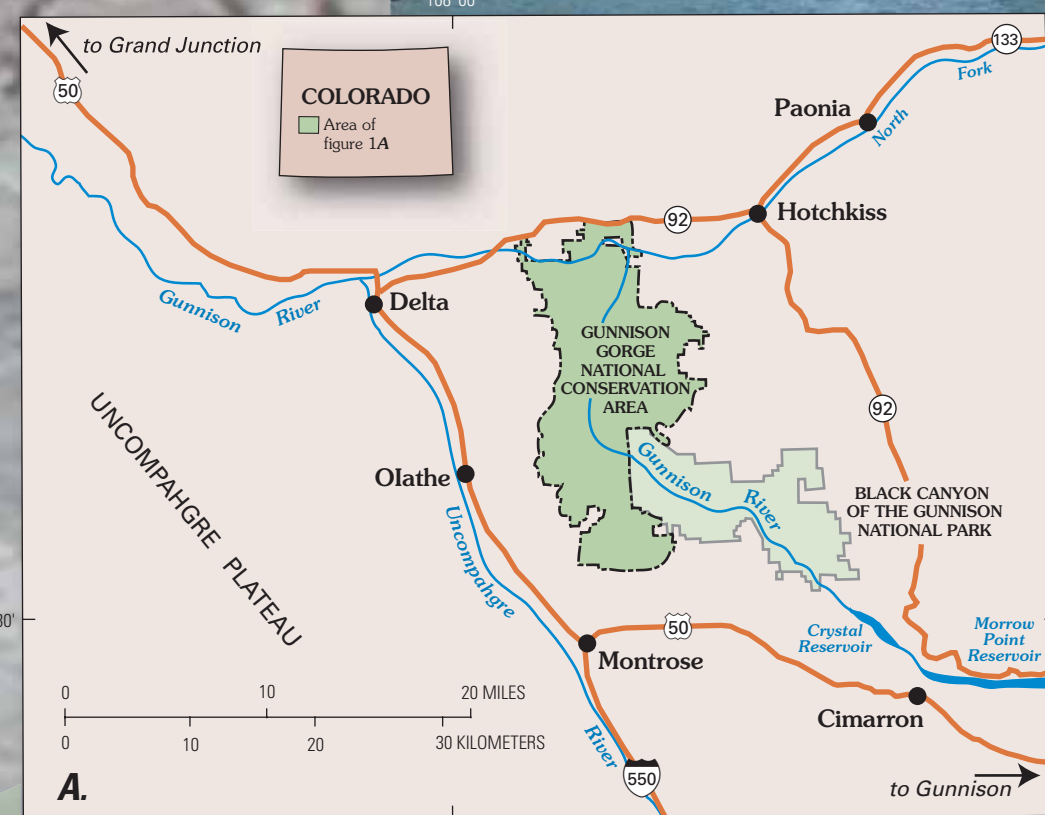 to Grand Junction
50
COLORADO
Area of
figure 1A
133
Fork
North
Paonia
Hotchkiss
92
Gunnison
River
Delta
GUNNISON
GORGE
NATIONAL
CONSERVATION
AREA
92
UNCOMPAHGRE PLATEAU
Olathe
Uncompahgre
Gunnison
River
BLACK CANYON
OF THE GUNNISON
NATIONAL PARK
50
Crystal
Reservoir
Morrow
Point
Reservoir
Montrose
Cimarron
River
550
0 10 20 MILES
0 10 20 30 KILOMETERS
A.
to Gunnison